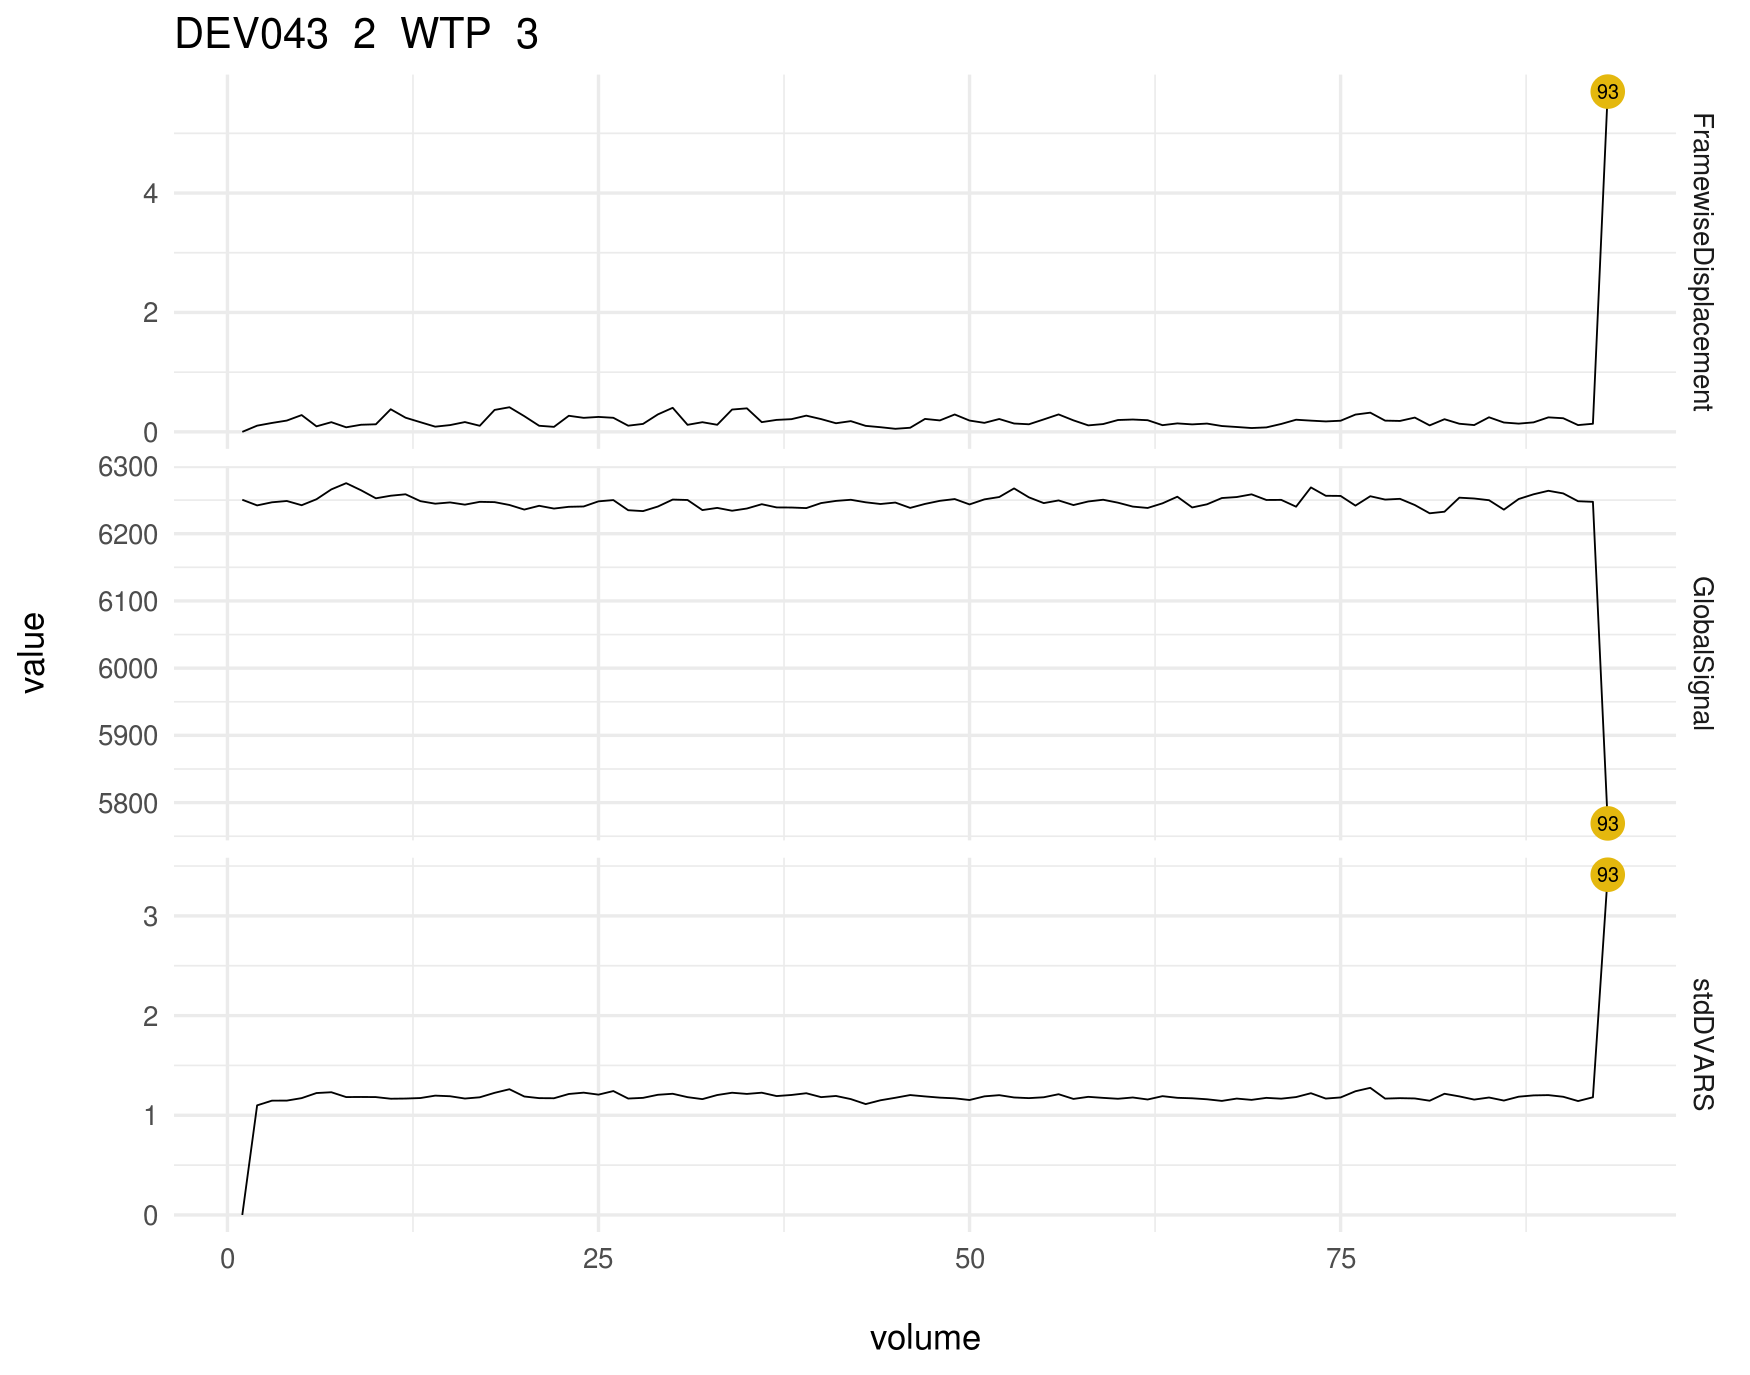 DEV043 2 WTP 3
93
4
2
0
FramewiseDisplacement
6300
6200
6100
6000
5900
5800
93
GlobalSignal
value
93
3
2
1
0
stdDVARS
0 25 50 75
volume